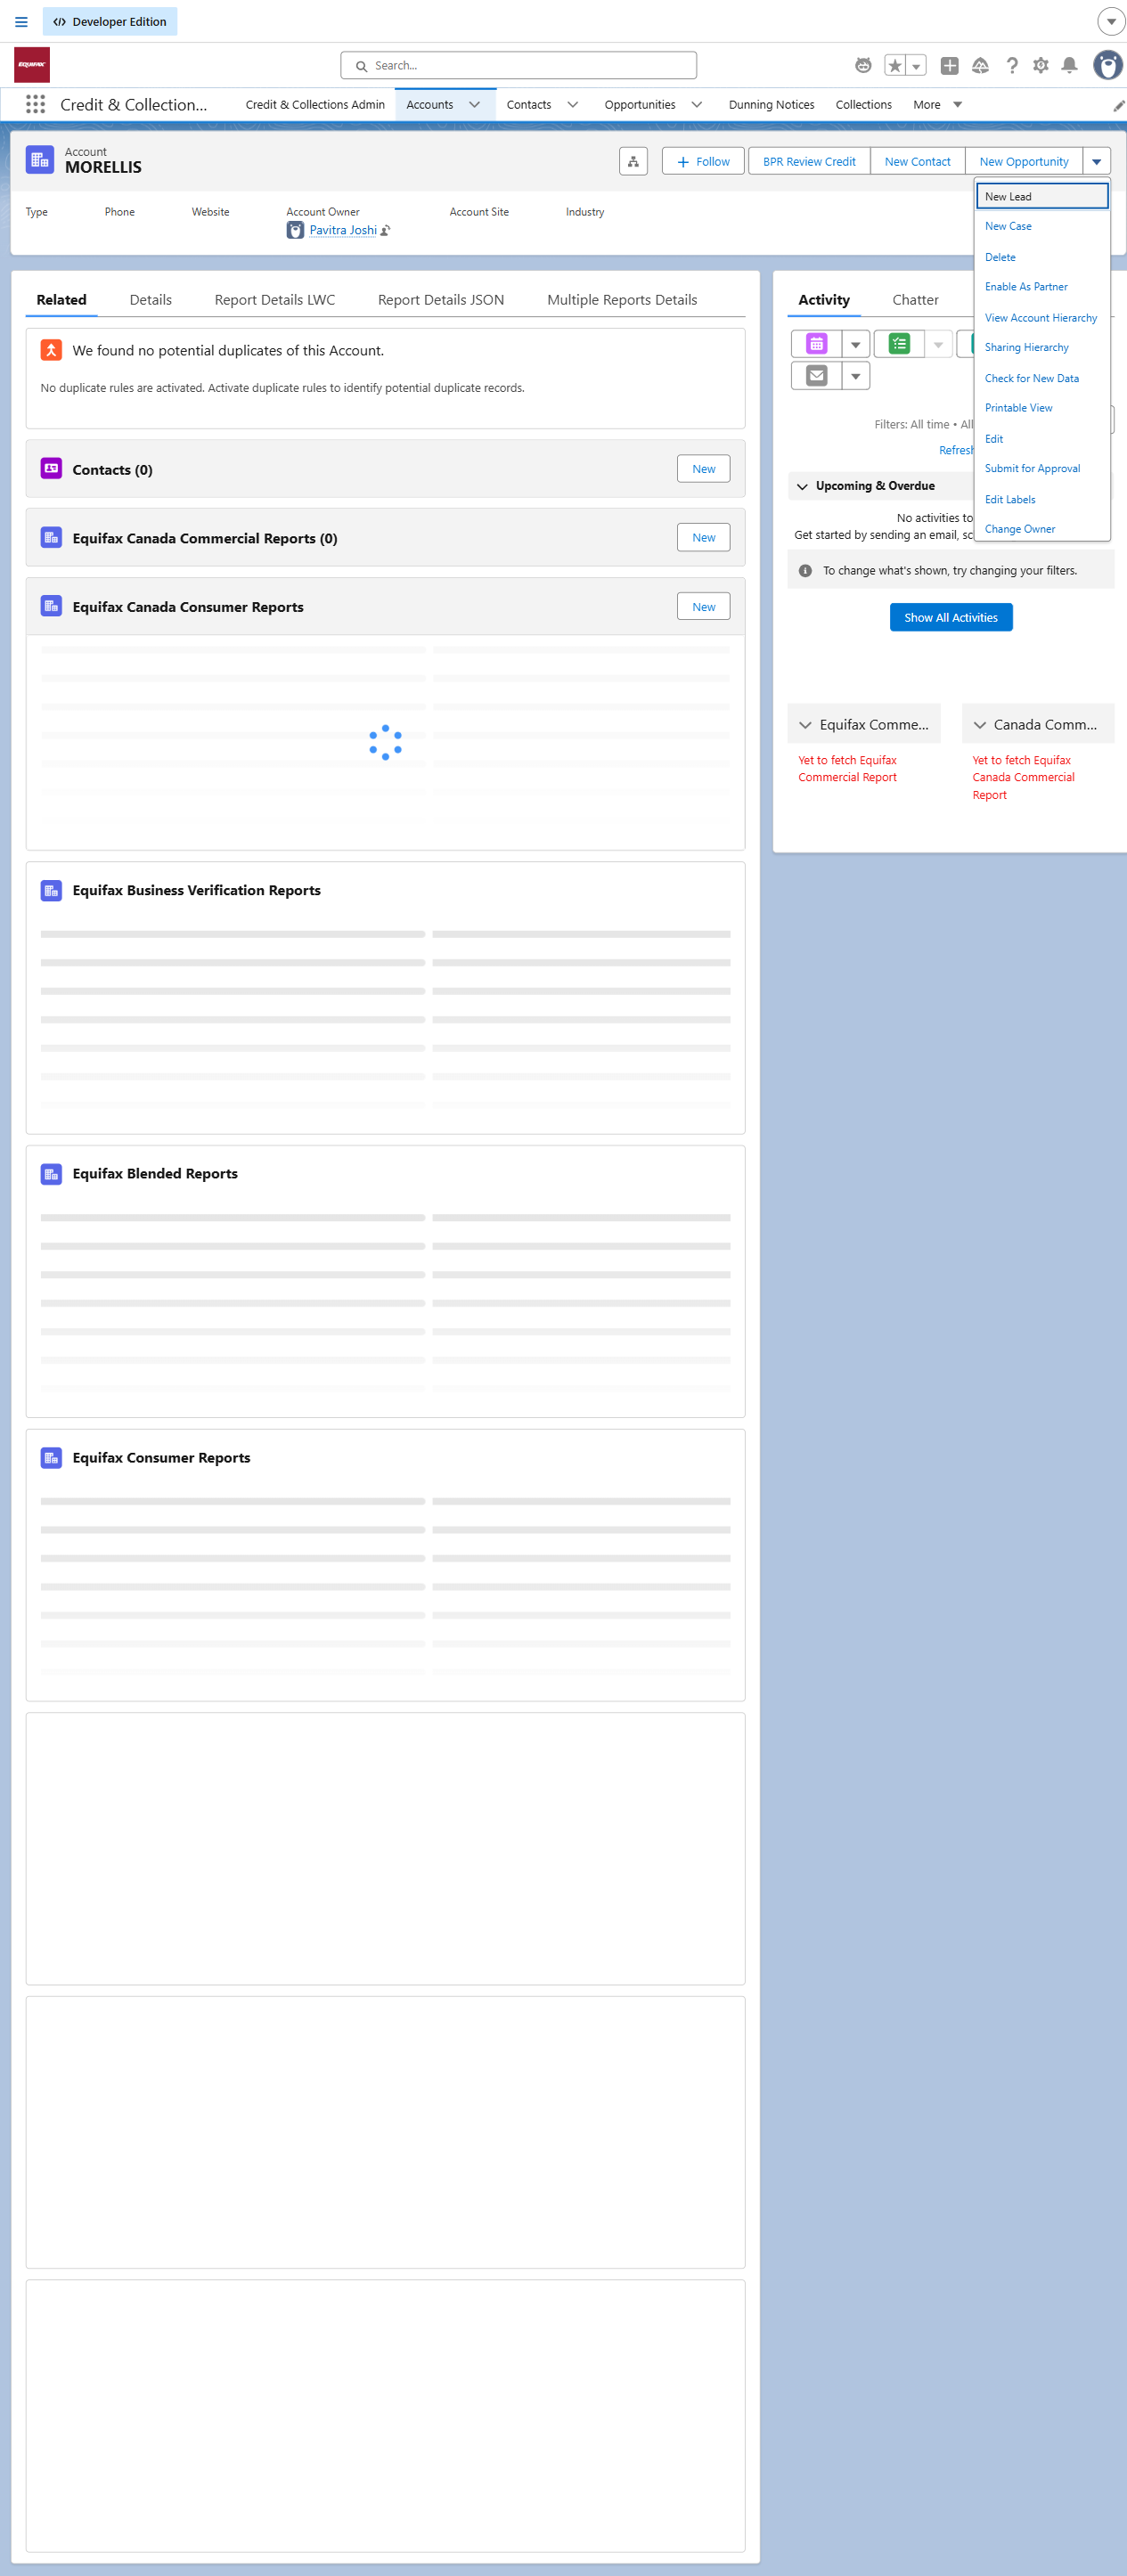 Developer Edition
EQUIFAX
Search...
Credit & Collection...
Credit & Collections Admin
Accounts
Contacts
Opportunities
Dunning Notices
Collections
More
Account
MORELLIS
Follow
BPR Review Credit
New Contact
New Opportunity
Type
Phone
Website
Account Owner
Account Site
Industry
Pavitra Joshi
New Lead
New Case
Delete
Enable As Partner
View Account Hierarchy
Sharing Hierarchy
Check for New Data
Printable View
Edit
Submit for Approval
Edit Labels
Change Owner
Related
Details
Report Details LWC
Report Details JSON
Multiple Reports Details
We found no potential duplicates of this Account.
No duplicate rules are activated. Activate duplicate rules to identify potential duplicate records.
Contacts (0)
New
Equifax Canada Commercial Reports (0)
New
Equifax Canada Consumer Reports
New
Equifax Business Verification Reports
Equifax Blended Reports
Equifax Consumer Reports
Activity
Chatter
Filters: All time • All
Refresh
Upcoming & Overdue
No activities to
Get started by sending an email, sc
To change what's shown, try changing your filters.
Show All Activities
Equifax Comme...
Yet to fetch Equifax
Commercial Report
Canada Comm...
Yet to fetch Equifax
Canada Commercial
Report